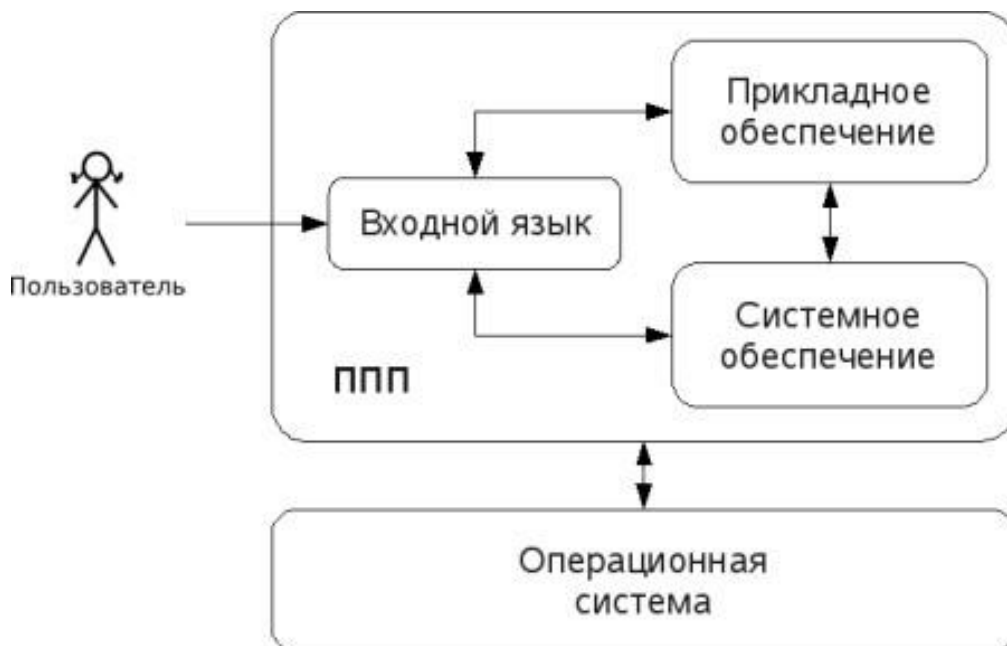 Прикладное
обеспечение
Входной язык
Пользователь
Системное
обеспечение
ППП
Операционная
система